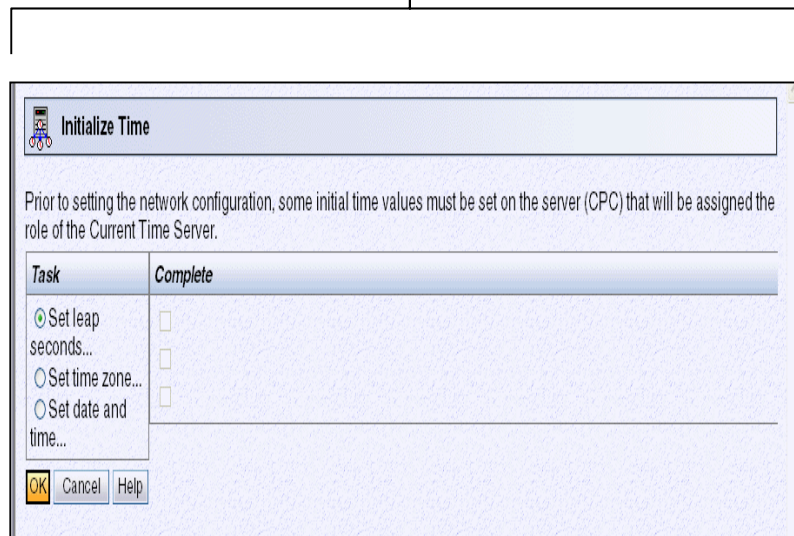 Initialize Time
Prior to setting the network configuration, some initial time values must be set on the server (CPC) that will be assigned the
role of the Current Time Server.
Task Complete
Set leap
seconds...
Set time zone...
Set date and
time...
OK Cancel Help